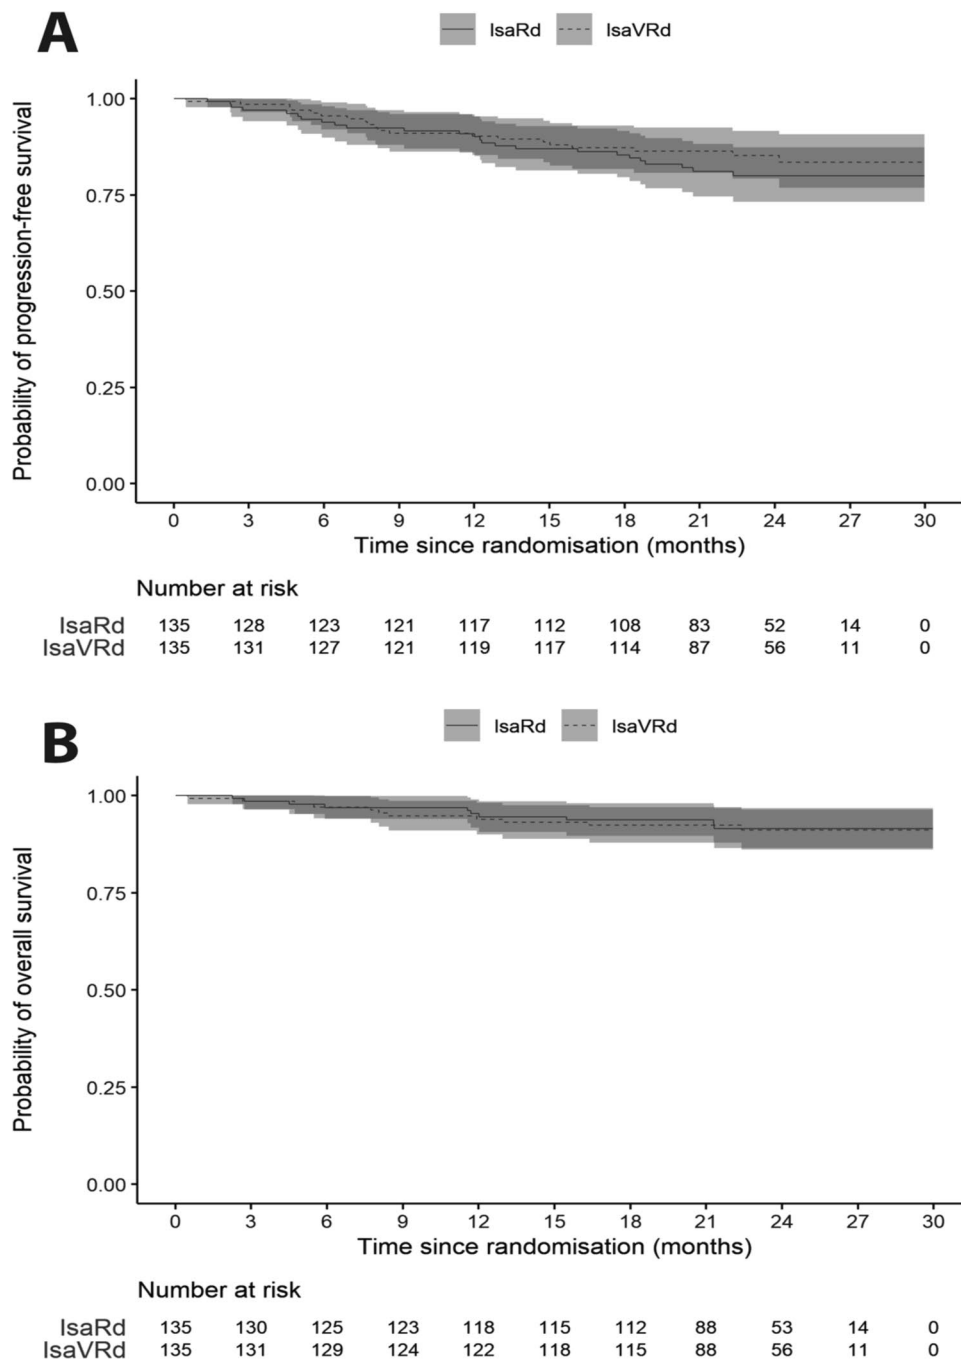 A
IsaRd IsaVRd
Probability of progression-free survival
1.00
0.75
0.50
0.25
0.00
0 3 6 9 12 15 18 21 24 27 30
Time since randomisation (months)
Number at risk
IsaRd 135 128 123 121 117 112 108 83 52 14 0
IsaVRd 135 131 127 121 119 117 114 87 56 11 0
B
IsaRd IsaVRd
Probability of overall survival
1.00
0.75
0.50
0.25
0.00
0 3 6 9 12 15 18 21 24 27 30
Time since randomisation (months)
Number at risk
IsaRd 135 130 125 123 118 115 112 88 53 14 0
IsaVRd 135 131 129 124 122 118 115 88 56 11 0